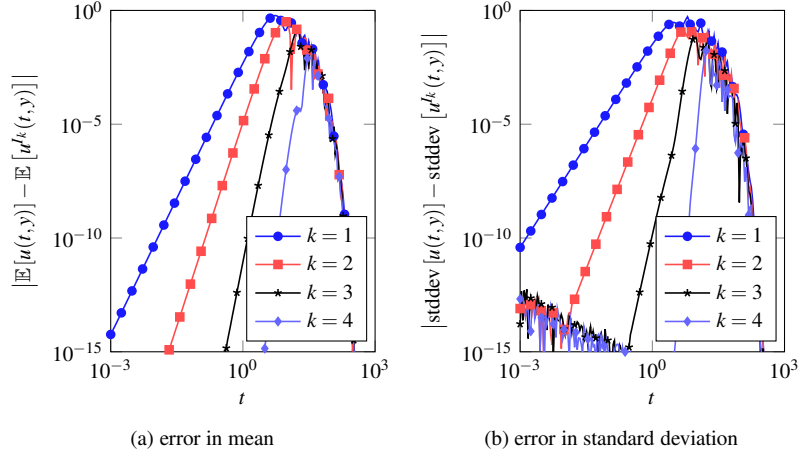 |𝔼[u(t,y)] − 𝔼[u^{I_k}(t,y)]|
10^0
10^−5
10^−10
10^−15
10^−3
10^0
10^3
t
k = 1
k = 2
k = 3
k = 4
(a) error in mean
|stddev [u(t,y)] − stddev [u^{I_k}(t,y)]|
10^0
10^−5
10^−10
10^−15
10^−3
10^0
10^3
t
k = 1
k = 2
k = 3
k = 4
(b) error in standard deviation